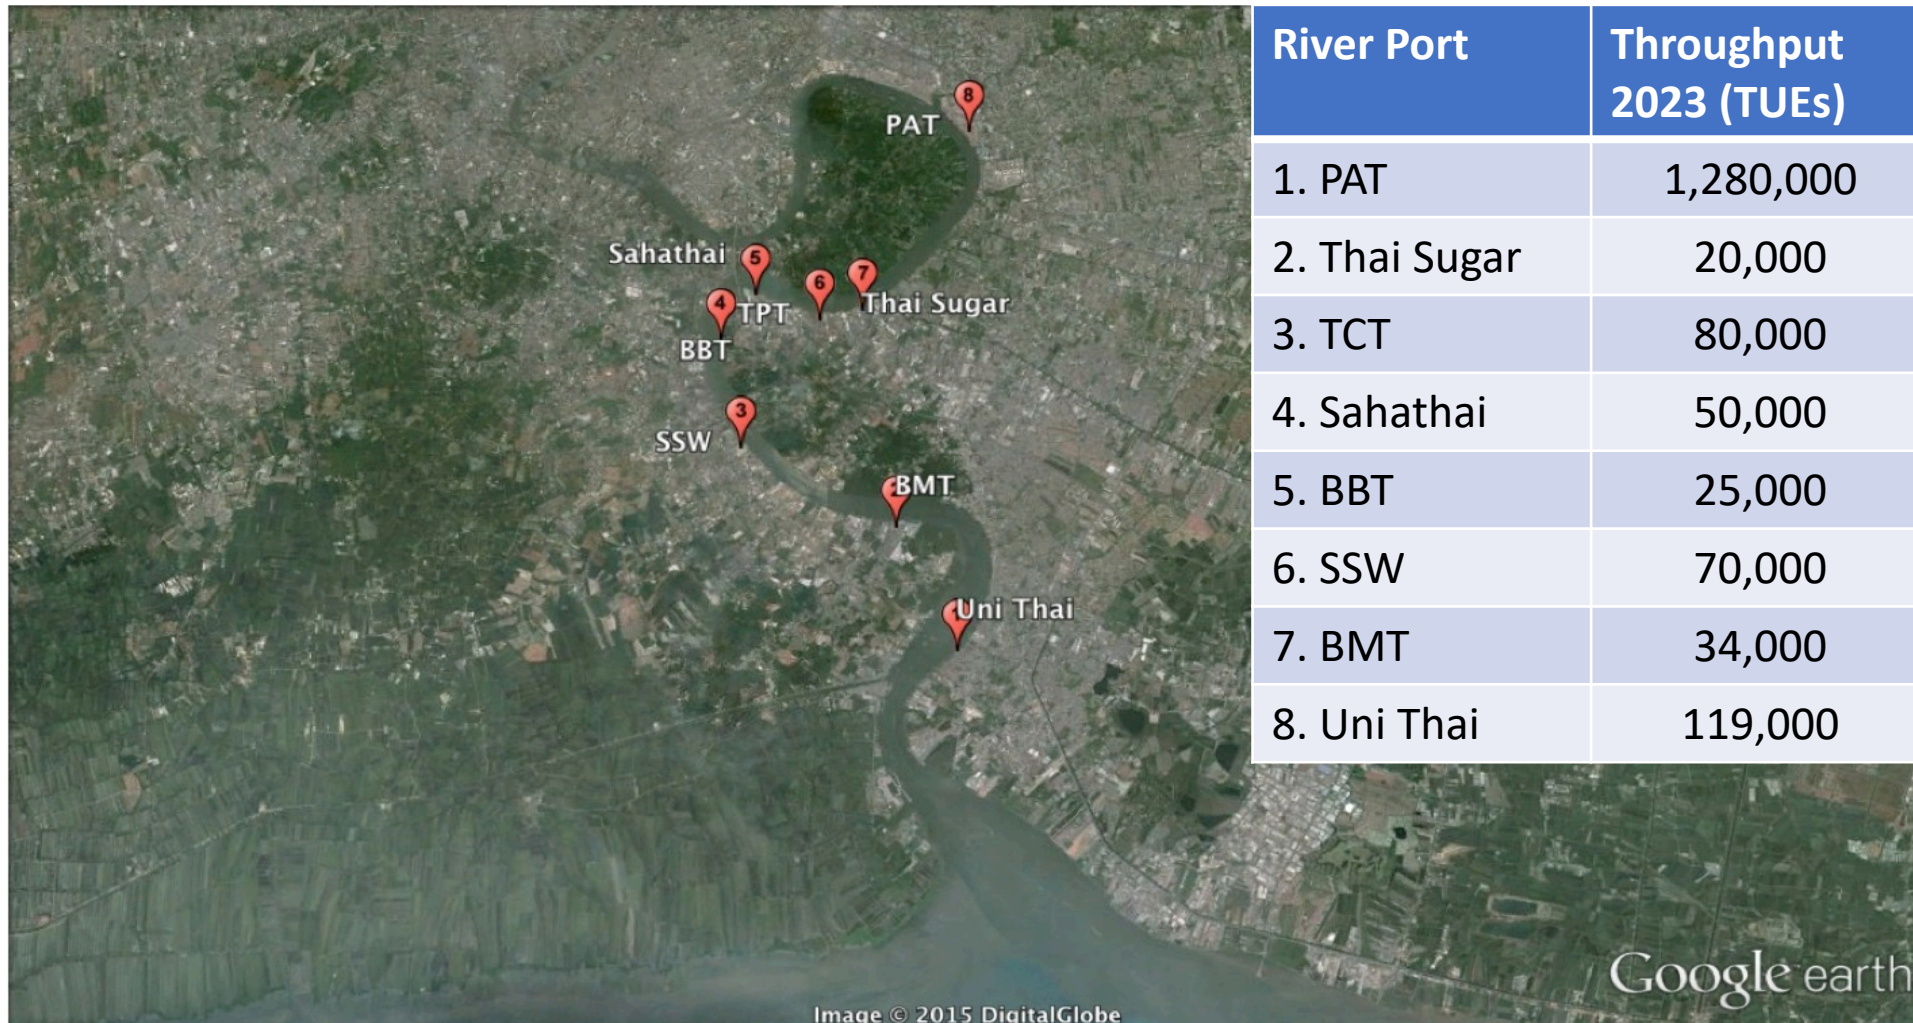 8
PAT
Sahathai
5
6
7
4
TPT
Thai Sugar
BBT
3
SSW
BMT
Uni Thai
Image © 2015 DigitalGlobe
Google earth
River Port Throughput
2023 (TUEs)
1. PAT 1,280,000
2. Thai Sugar 20,000
3. TCT 80,000
4. Sahathai 50,000
5. BBT 25,000
6. SSW 70,000
7. BMT 34,000
8. Uni Thai 119,000